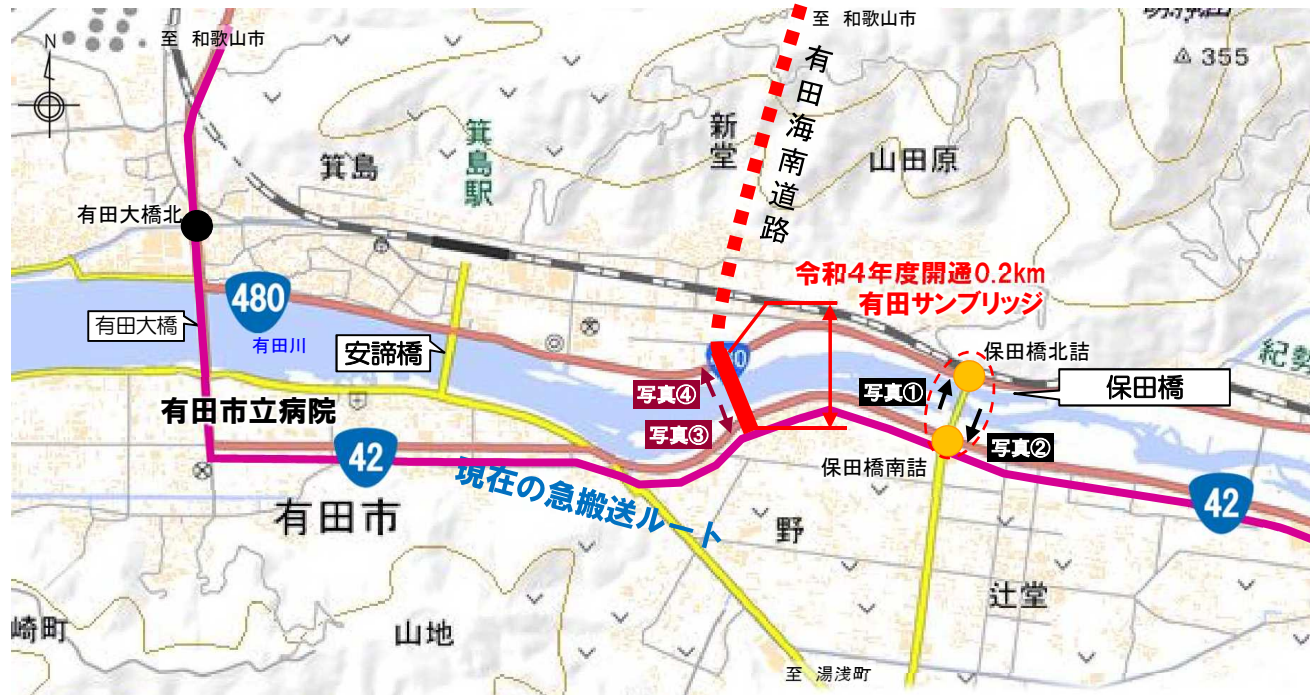 N
至 和歌山市
至 和歌山市
355
有田海南道路
箕島
箕島駅
新堂
山田原
有田大橋北
令和4年度開通0.2km
有田サンブリッジ
480
有田大橋
有田川
安諦橋
保田橋北詰
保田橋
写真④
写真①
写真③
写真②
有田市立病院
保田橋南詰
42
現在の急搬送ルート
42
有田市
野
辻堂
山地
崎町
至 湯浅町